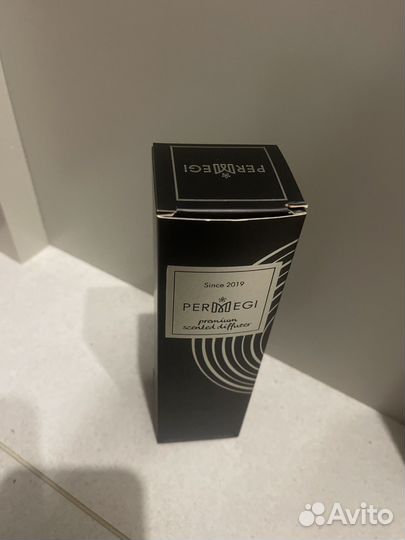 PERMEGI
Since 2019
PERMEGI
premium
scented diffuser
Avito